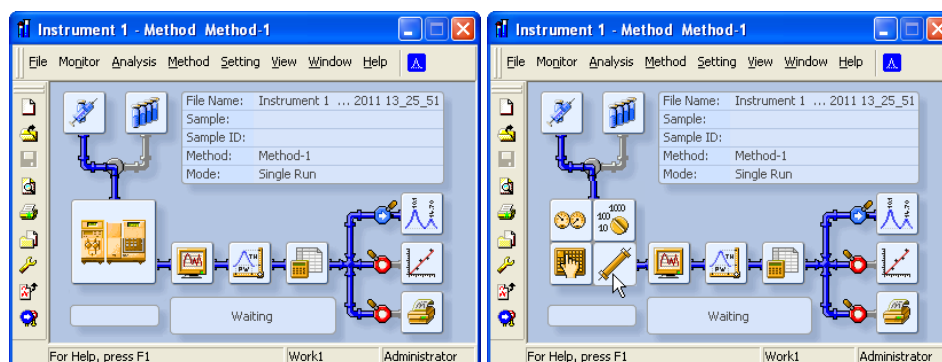 Instrument 1 - Method Method-1
File Monitor Analysis Method Setting View Window Help
File Name: Instrument 1 ... 2011 13_25_51
Sample:
Sample ID:
Method: Method-1
Mode: Single Run
Waiting
For Help, press F1 Work1 Administrator
Instrument 1 - Method Method-1
File Monitor Analysis Method Setting View Window Help
File Name: Instrument 1 ... 2011 13_25_51
Sample:
Sample ID:
Method: Method-1
Mode: Single Run
1000
100
10
Waiting
For Help, press F1 Work1 Administrator